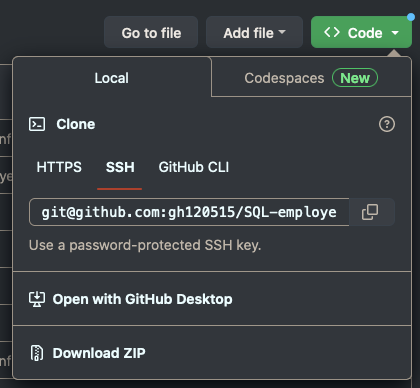 Go to file Add file Code
Local Codespaces New
Clone
HTTPS SSH GitHub CLI
git@github.com:gh120515/SQL-employe
Use a password-protected SSH key.
Open with GitHub Desktop
Download ZIP